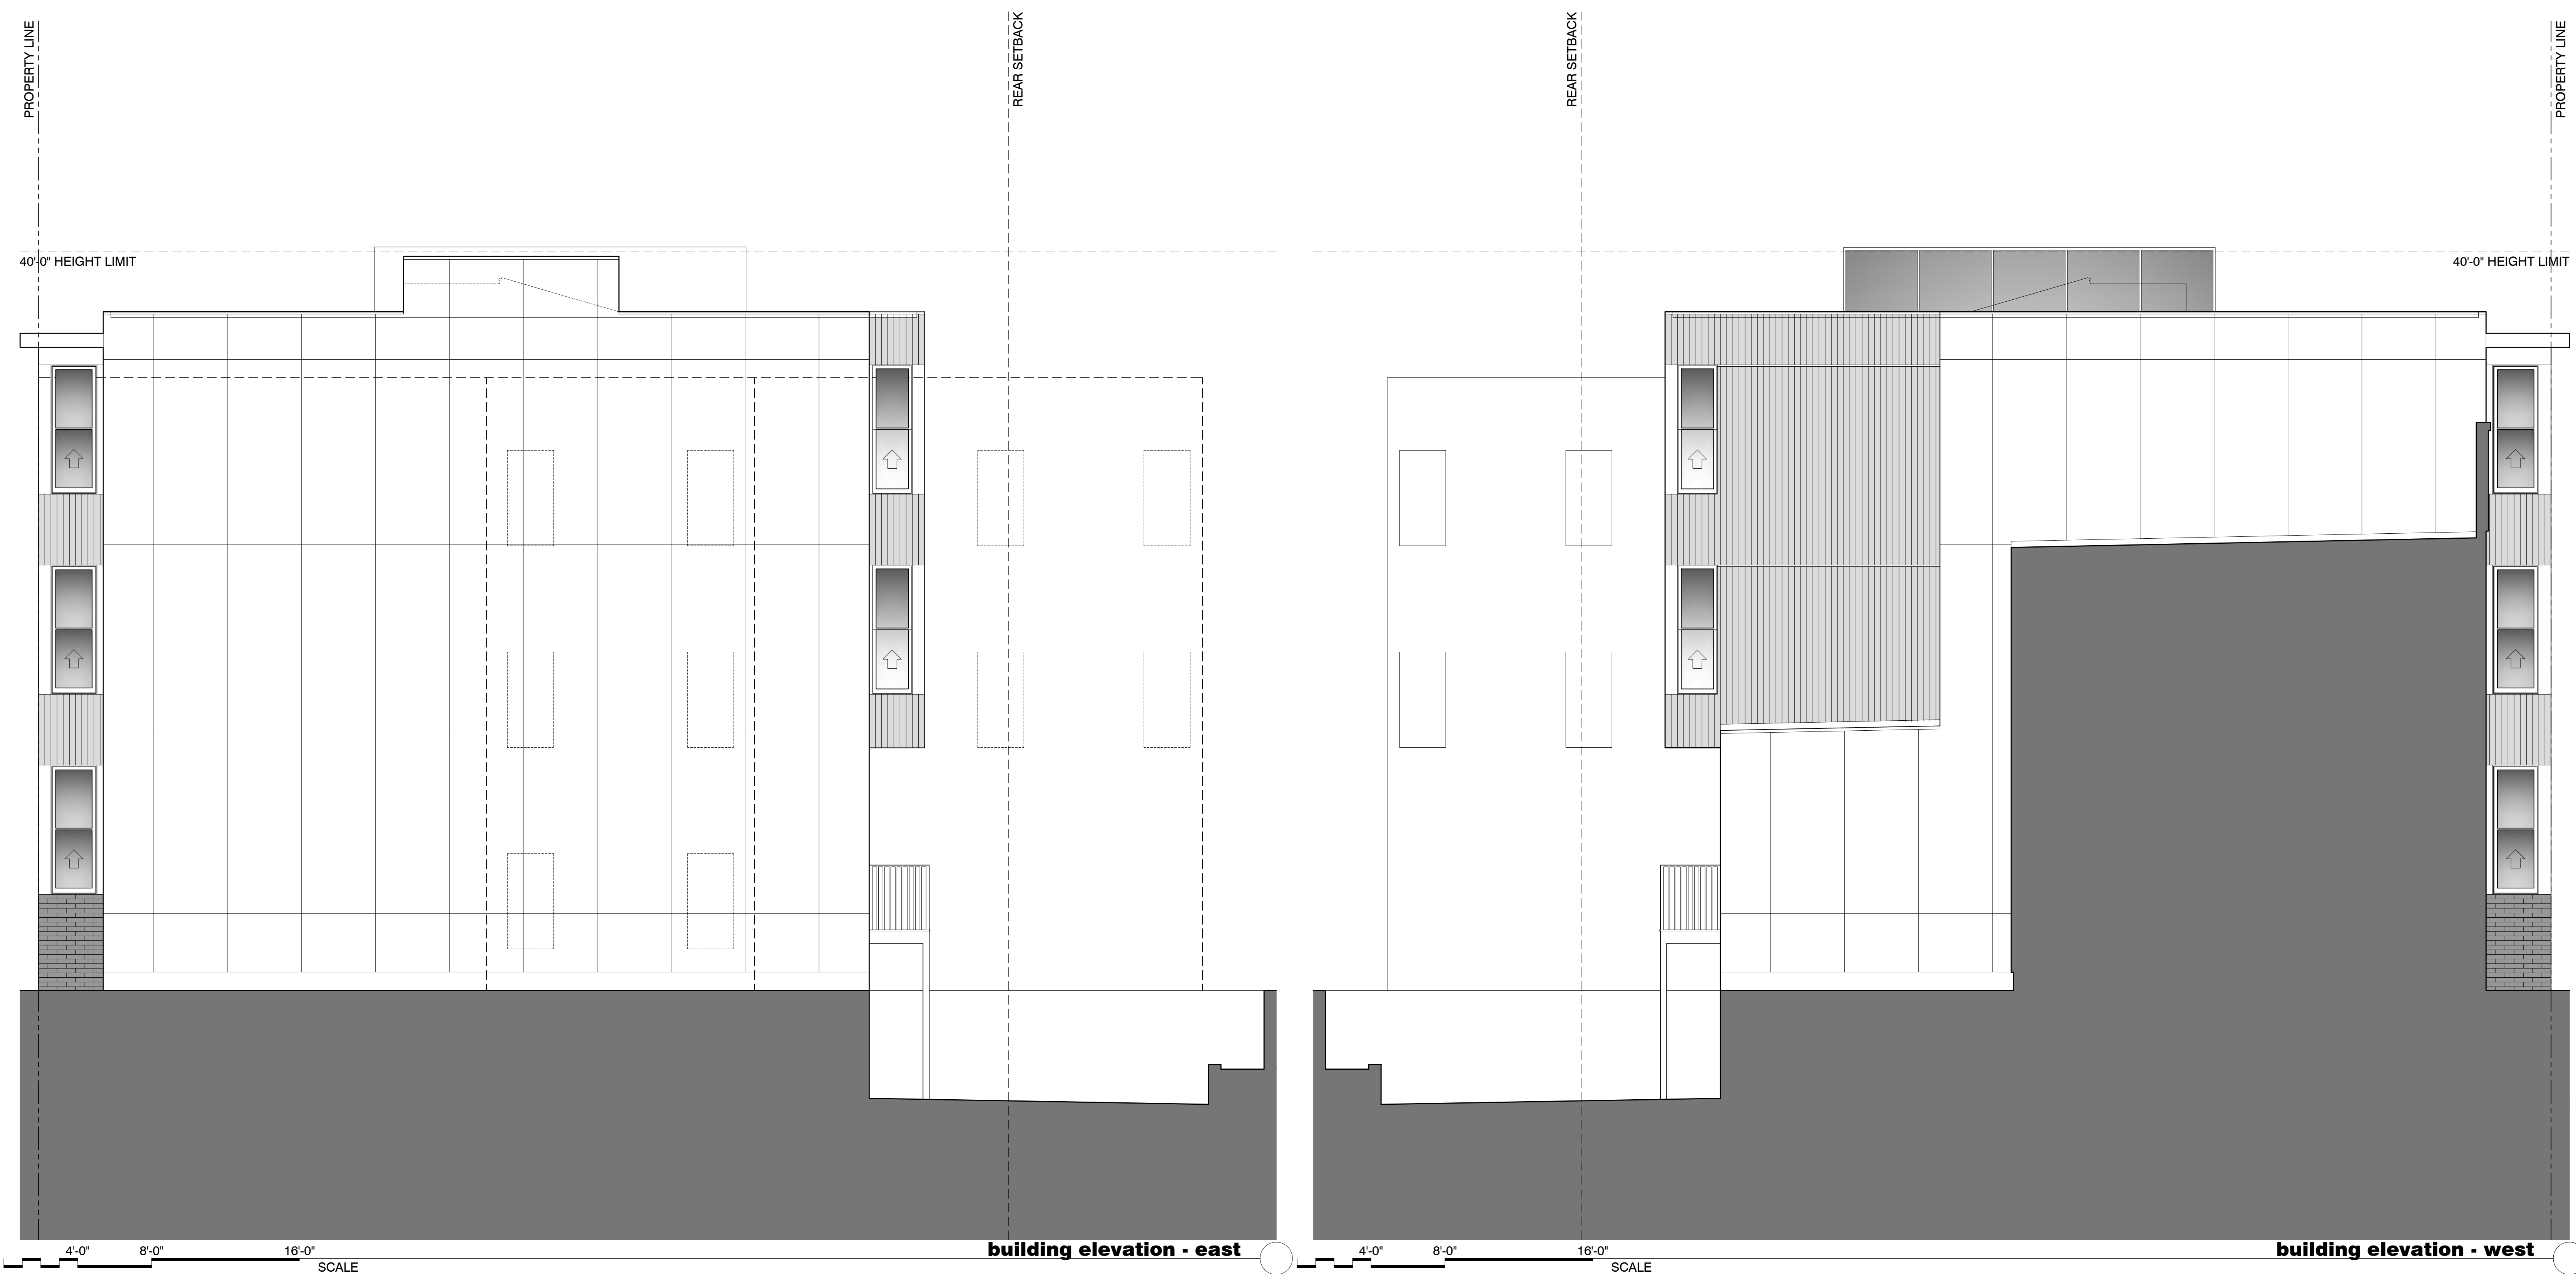 PROPERTY LINE
REAR SETBACK
REAR SETBACK
PROPERTY LINE
40'-0" HEIGHT LIMIT
40'-0" HEIGHT LIMIT
building elevation - east
4'-0" 8'-0" 16'-0"
SCALE
building elevation - west
4'-0" 8'-0" 16'-0"
SCALE